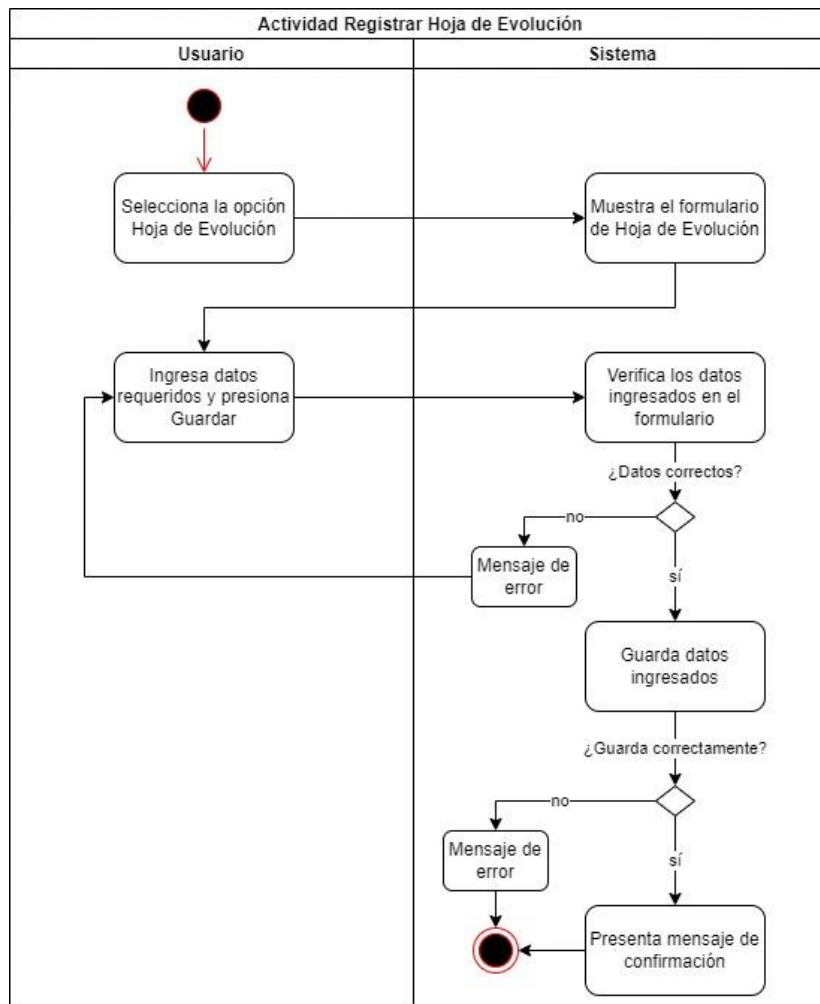 Actividad Registrar Hoja de Evolución
Usuario
Sistema
Selecciona la opción
Hoja de Evolución
Muestra el formulario
de Hoja de Evolución
Ingresa datos
requeridos y presiona
Guardar
Verifica los datos
ingresados en el
formulario
¿Datos correctos?
no
Mensaje de
error
sí
Guarda datos
ingresados
¿Guarda correctamente?
no
Mensaje de
error
sí
Presenta mensaje de
confirmación